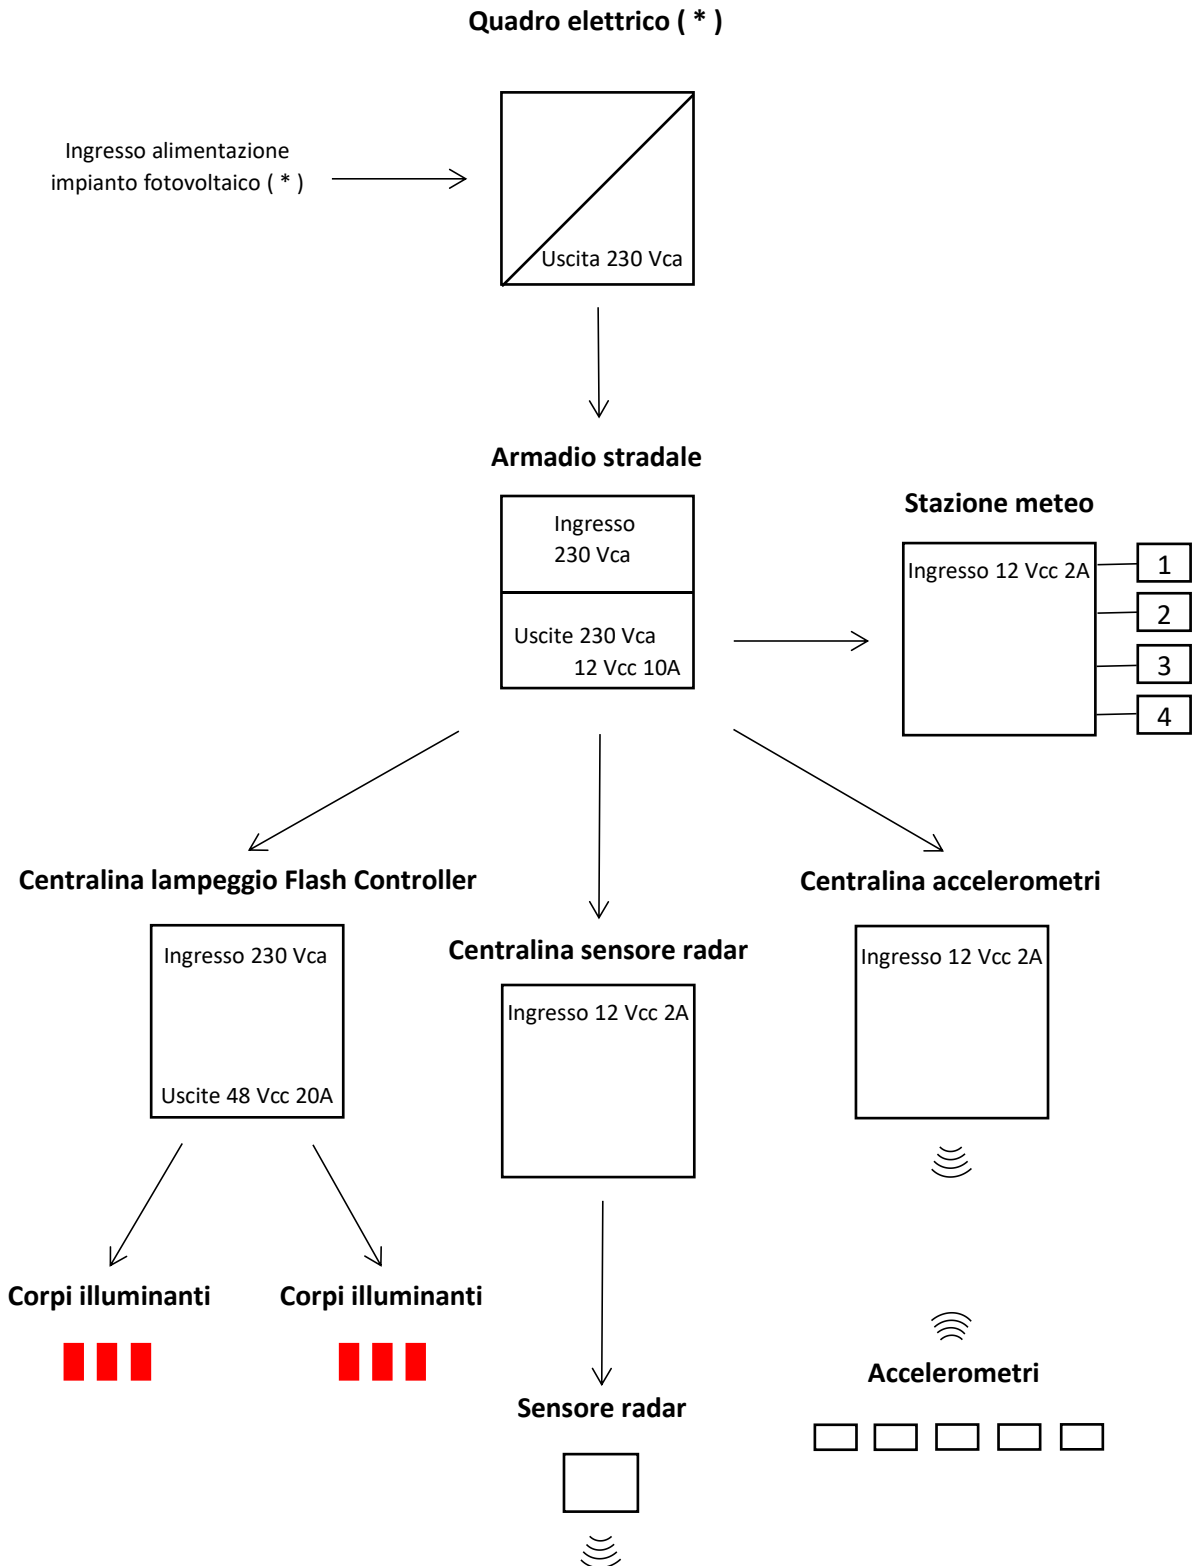 Quadro elettrico ( * )
Ingresso alimentazione
impianto fotovoltaico ( * )
Uscita 230 Vca
Armadio stradale
Ingresso
230 Vca
Uscite 230 Vca
12 Vcc 10A
Stazione meteo
Ingresso 12 Vcc 2A
1
2
3
4
Centralina lampeggio Flash Controller
Ingresso 230 Vca
Uscite 48 Vcc 20A
Centralina sensore radar
Ingresso 12 Vcc 2A
Centralina accelerometri
Ingresso 12 Vcc 2A
Corpi illuminanti
Corpi illuminanti
Sensore radar
Accelerometri